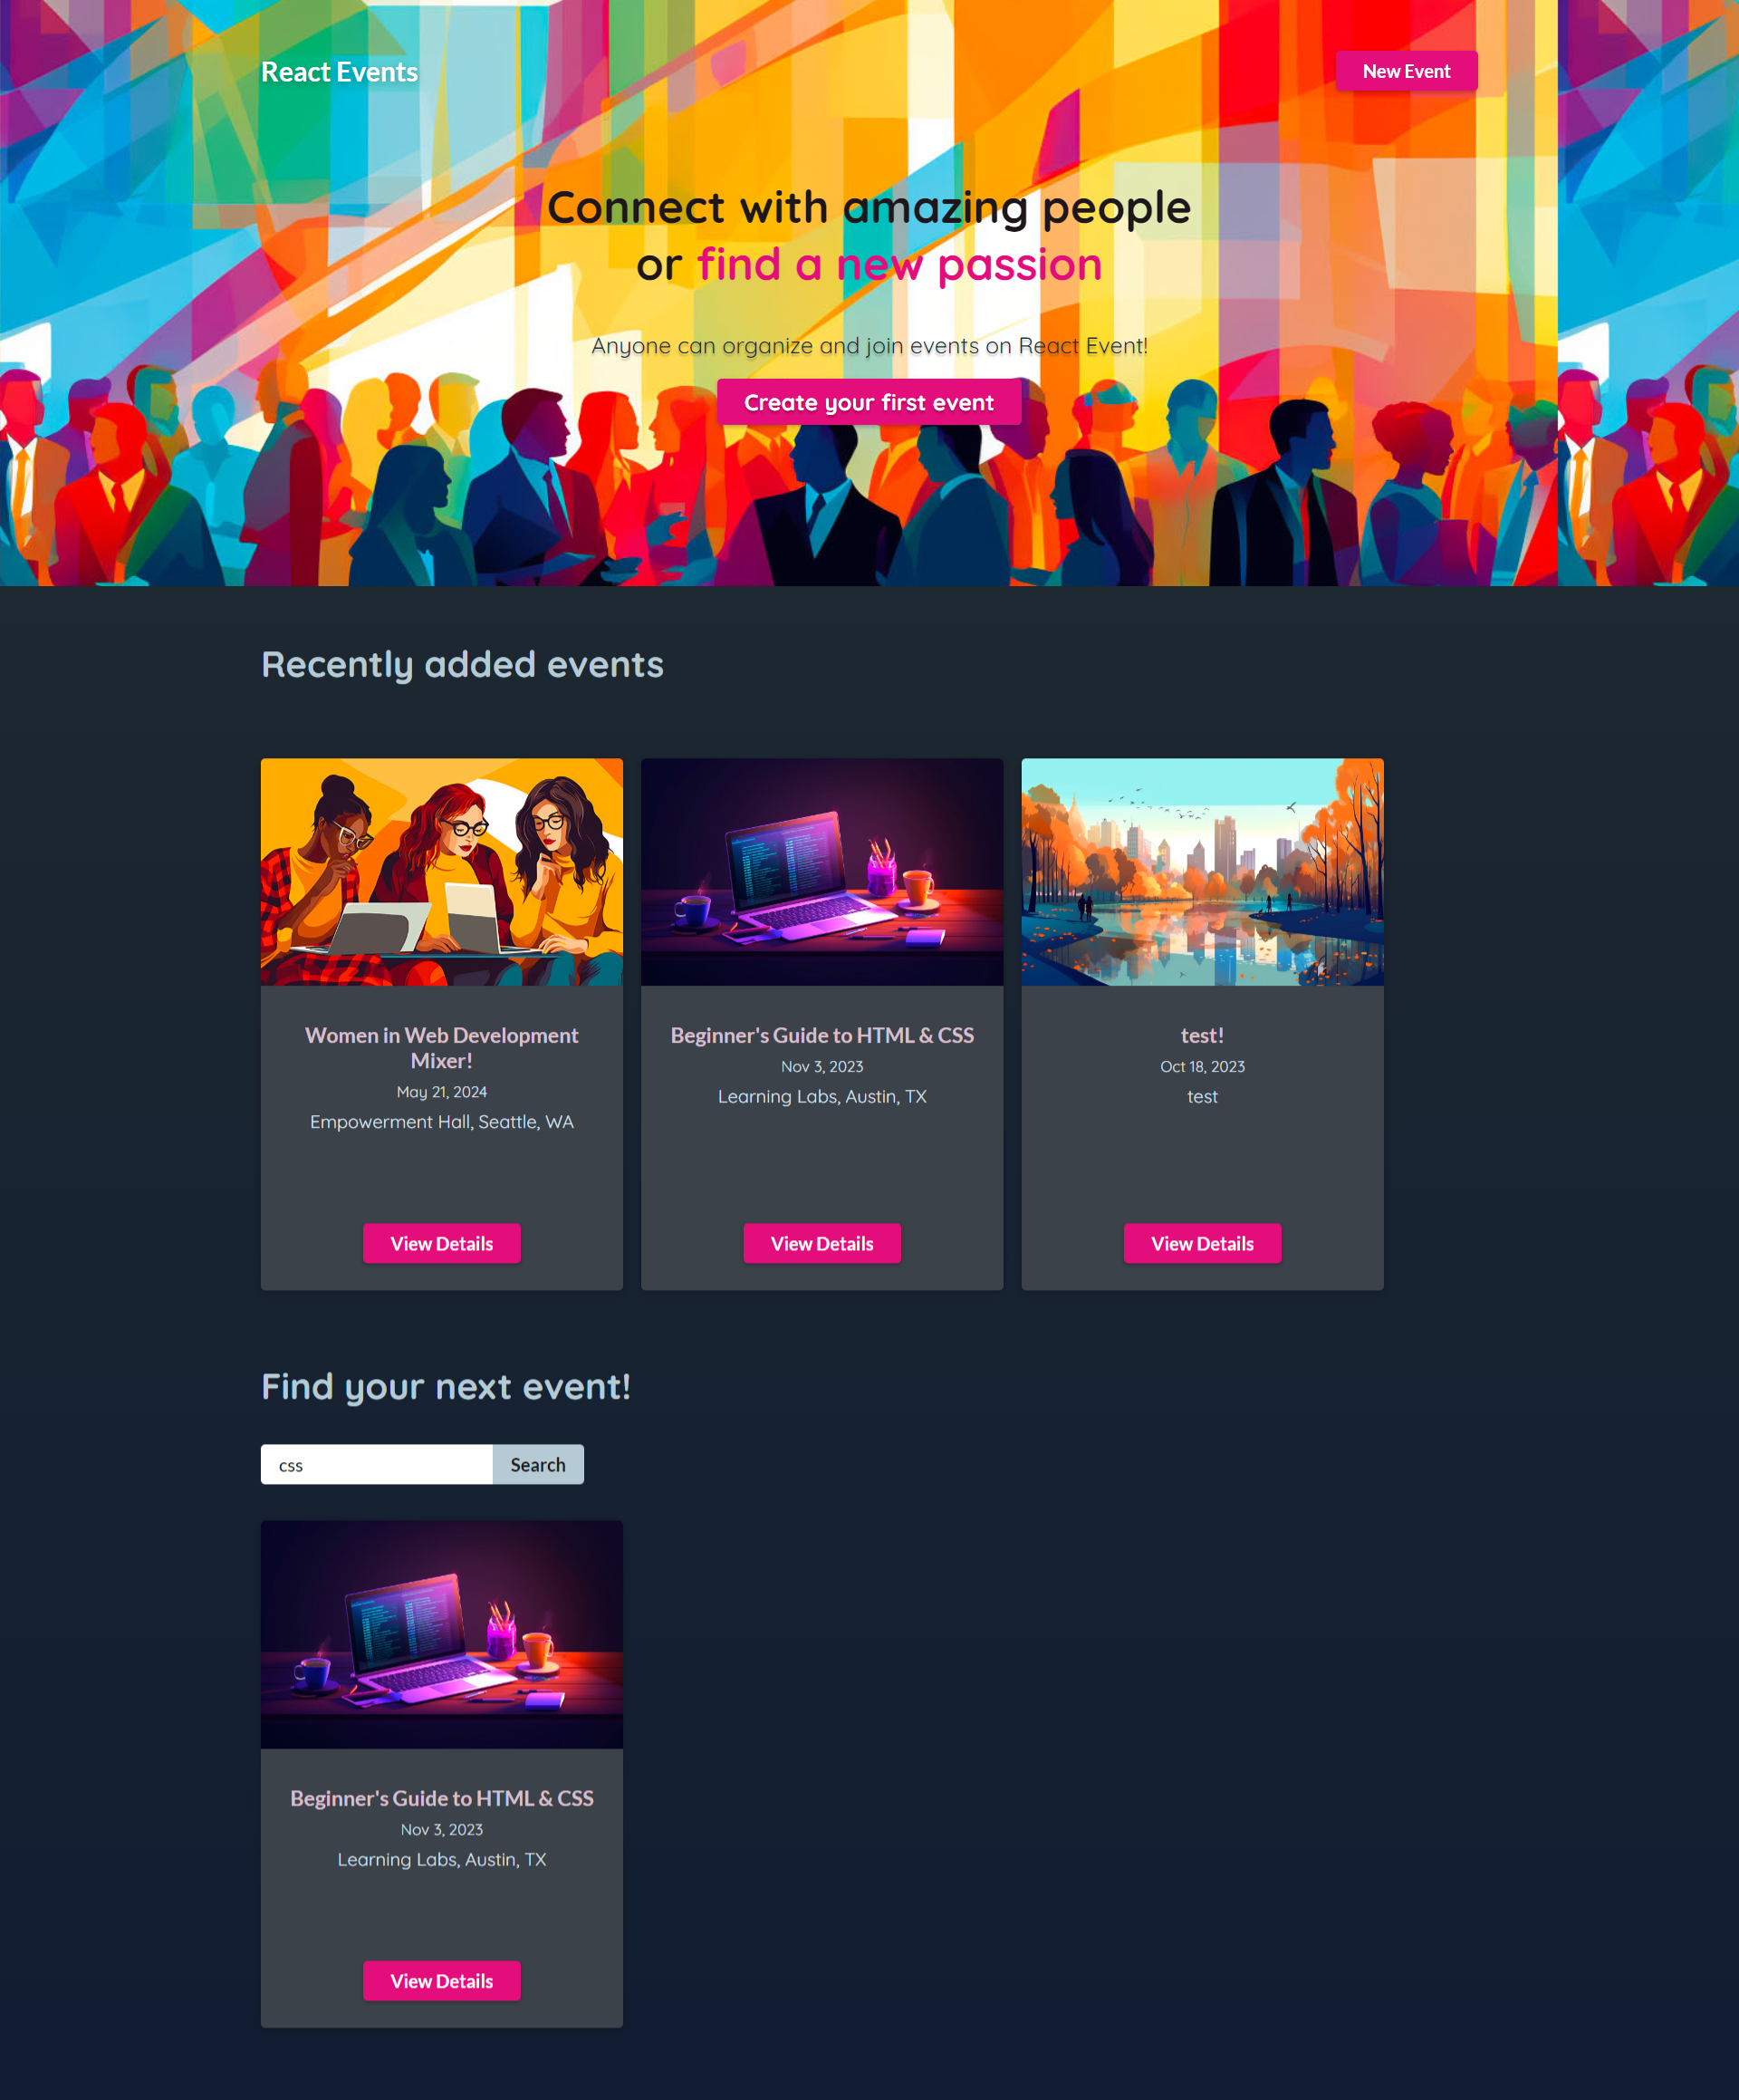 React Events
New Event
Connect with amazing people
or find a new passion
Anyone can organize and join events on React Event!
Create your first event
Recently added events
Women in Web Development
Mixer!
May 21, 2024
Empowerment Hall, Seattle, WA
View Details
Beginner's Guide to HTML & CSS
Nov 3, 2023
Learning Labs, Austin, TX
View Details
test!
Oct 18, 2023
test
View Details
Find your next event!
css
Search
Beginner's Guide to HTML & CSS
Nov 3, 2023
Learning Labs, Austin, TX
View Details